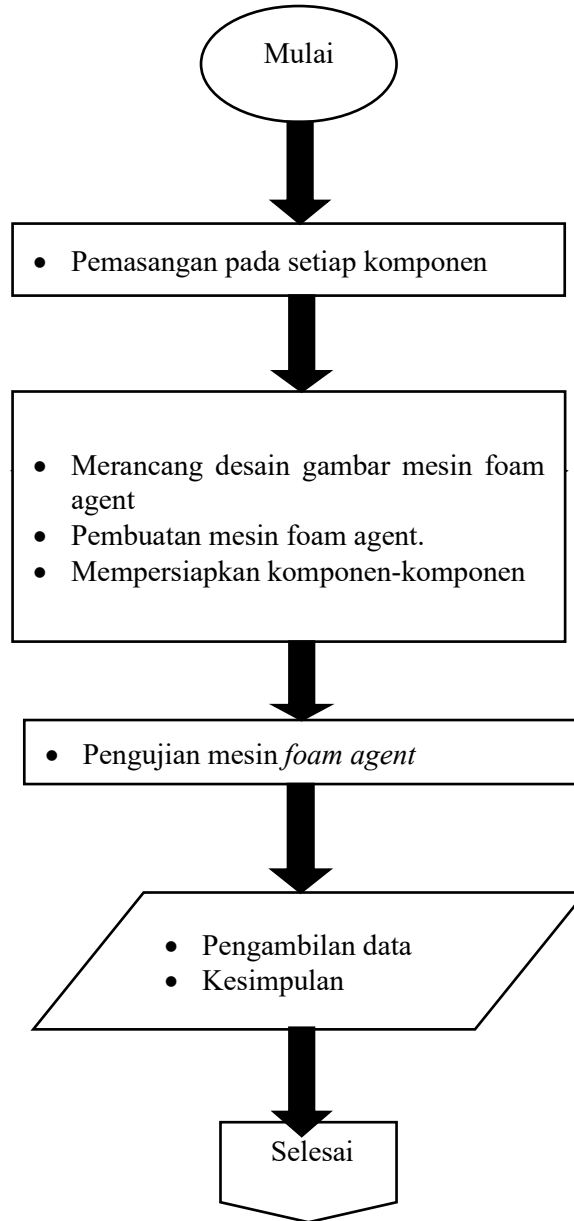 Mulai
• Pemasangan pada setiap komponen
• Merancang desain gambar mesin foam
agent
• Pembuatan mesin foam agent.
• Mempersiapkan komponen-komponen
• Pengujian mesin foam agent
• Pengambilan data
• Kesimpulan
Selesai